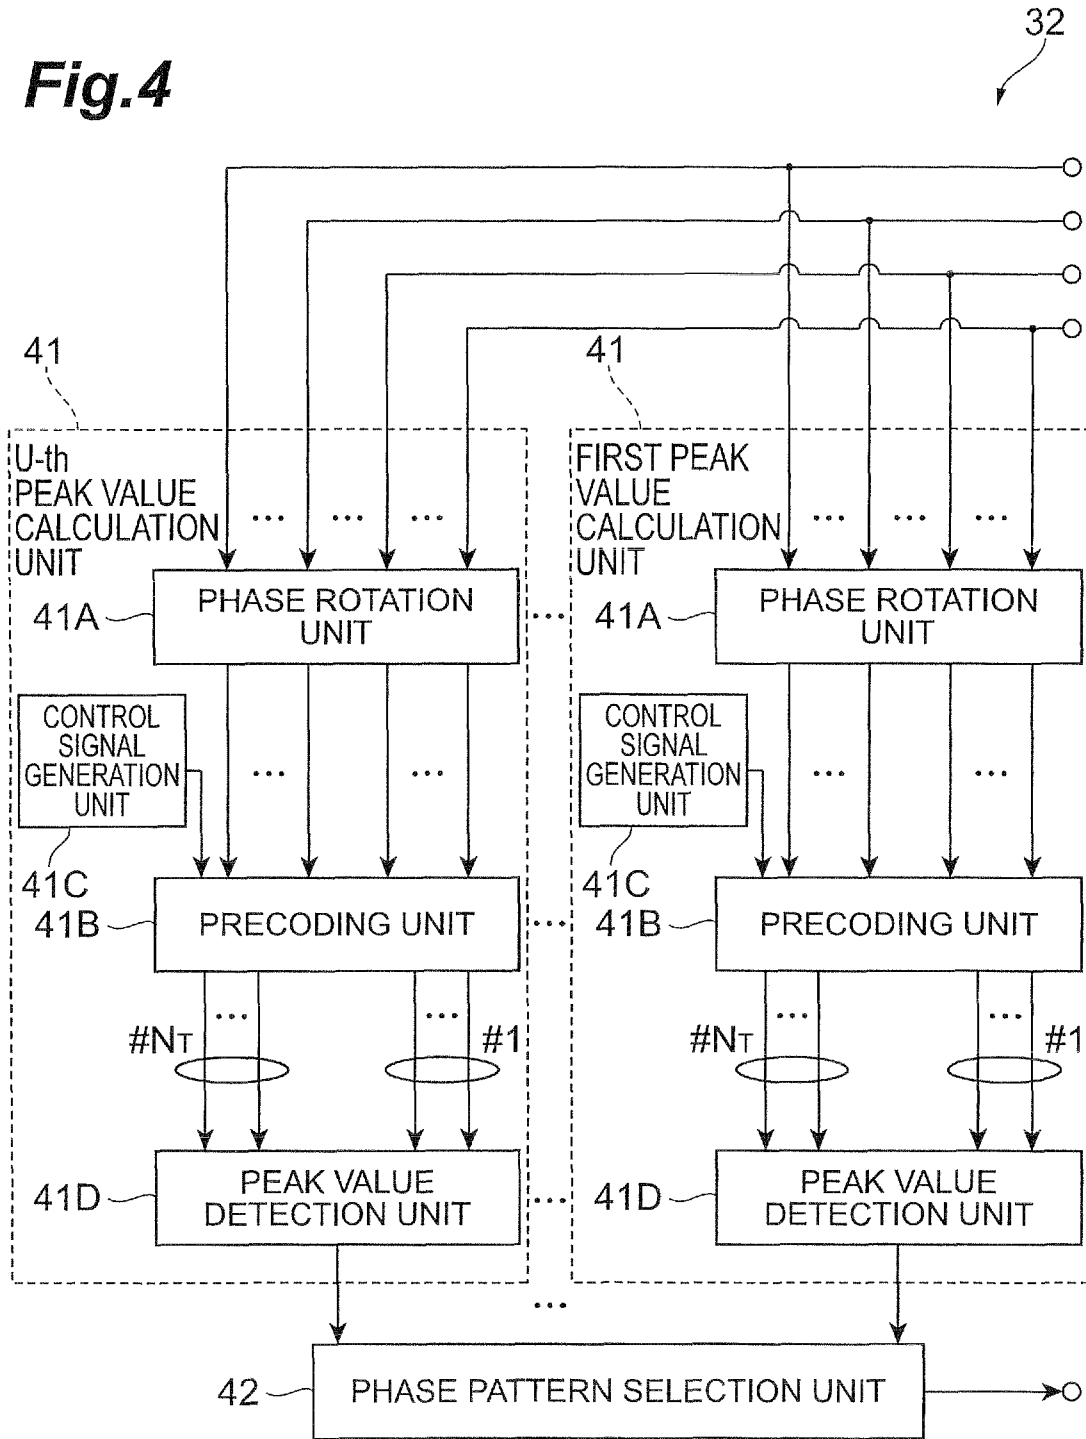 Fig.4
32
41
41
U-th
PEAK VALUE
CALCULATION
UNIT
FIRST PEAK
VALUE
CALCULATION
UNIT
... ... ...
... ... ...
41A
PHASE ROTATION
UNIT
...
41A
PHASE ROTATION
UNIT
CONTROL
SIGNAL
GENERATION
UNIT
... ...
CONTROL
SIGNAL
GENERATION
UNIT
... ...
41C
41C
41B
PRECODING UNIT
...
41B
PRECODING UNIT
... ...
... ...
#NT
#1
#NT
#1
41D
PEAK VALUE
DETECTION UNIT
...
41D
PEAK VALUE
DETECTION UNIT
...
42
PHASE PATTERN SELECTION UNIT